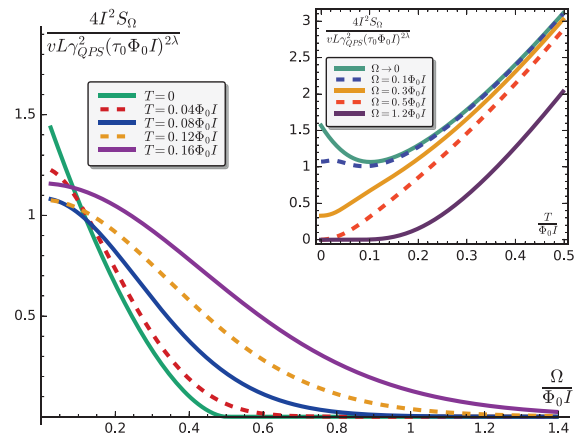 4I²S_Ω / vLγ²_QPS(τ₀Φ₀I)^2λ
T=0
T=0.04Φ₀I
T=0.08Φ₀I
T=0.12Φ₀I
T=0.16Φ₀I
1.5
1
0.5
0.2 0.4 0.6 0.8 1 1.2 1.4
Ω / Φ₀I
4I²S_Ω / vLγ²_QPS(τ₀Φ₀I)^2λ
Ω→0
Ω=0.1Φ₀I
Ω=0.3Φ₀I
Ω=0.5Φ₀I
Ω=1.2Φ₀I
3
2.5
2
1.5
1
0.5
0
0 0.1 0.2 0.3 0.4 0.5
T / Φ₀I